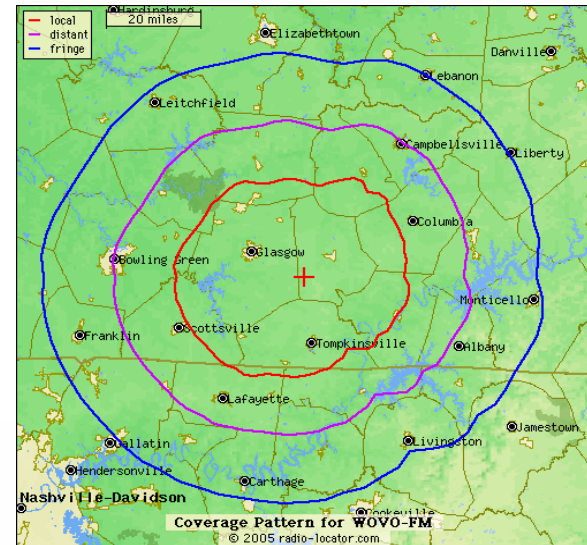 Hardinsburg
local
20 miles
distant
fringe
Elizabethtown
Danville
Lebanon
Leitchfield
Campbellsville
Liberty
Columbia
Glasgow
Bowling Green
Monticello
Scottsville
Franklin
Tompkinsville
Albany
Lafayette
Jamestown
Gallatin
Livingston
Hendersonville
Carthage
Nashville-Davidson
Cookeville
Coverage Pattern for WOVO-FM
© 2005 radio-locator.com